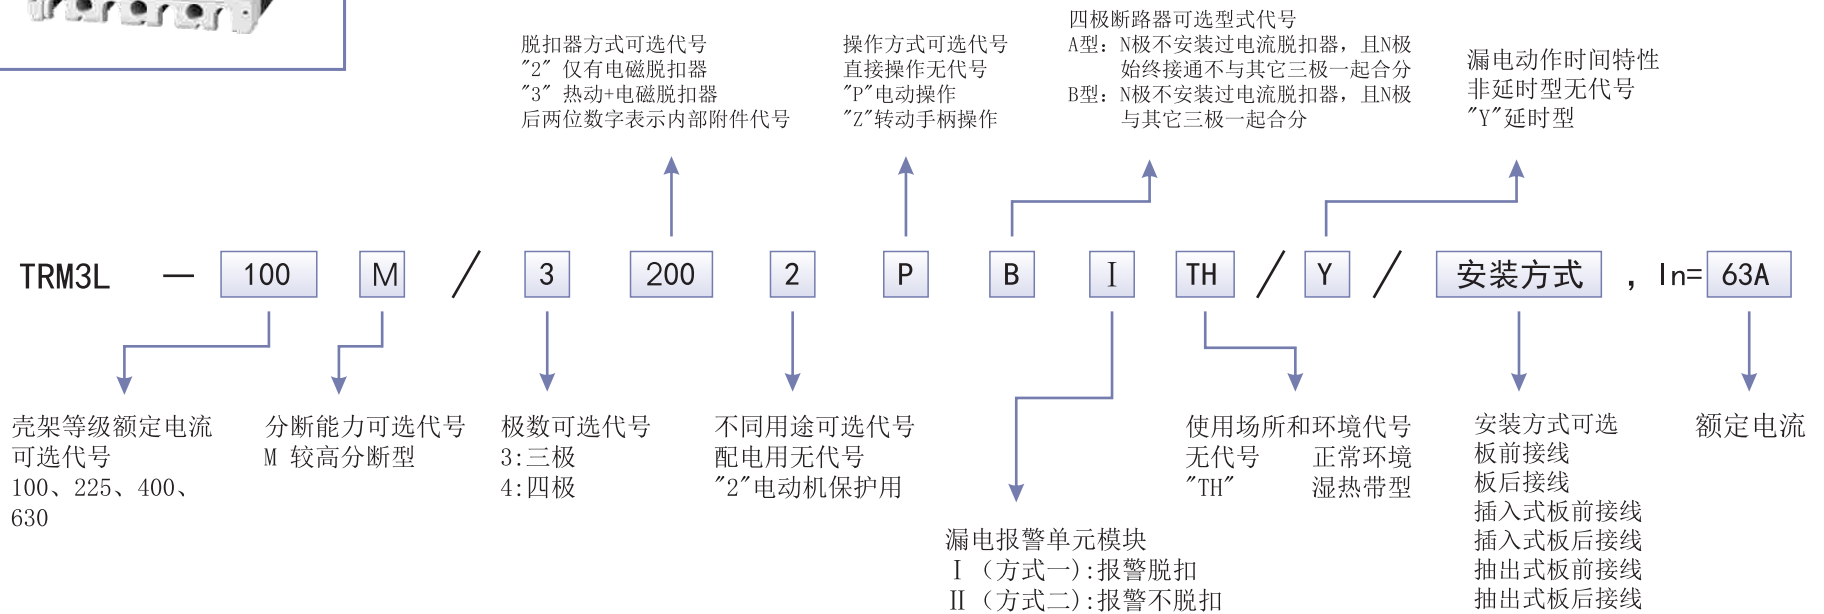 脱扣器方式可选代号
"2" 仅有电磁脱扣器
"3" 热动+电磁脱扣器
后两位数字表示内部附件代号
操作方式可选代号
直接操作无代号
"P"电动操作
"Z"转动手柄操作
四极断路器可选型式代号
A型：N极不安装过电流脱扣器，且N极
始终接通不与其它三极一起合分
B型：N极不安装过电流脱扣器，且N极
与其它三极一起合分
漏电动作时间特性
非延时型无代号
"Y"延时型
TRM3L — 100 M / 3 200 2 P B I TH / Y / 安装方式 ，In= 63A
壳架等级额定电流
可选代号
100、225、400、
630
分断能力可选代号
M 较高分断型
极数可选代号
3:三极
4:四极
不同用途可选代号
配电用无代号
"2"电动机保护用
漏电报警单元模块
Ⅰ（方式一):报警脱扣
Ⅱ（方式二):报警不脱扣
使用场所和环境代号
无代号 正常环境
"TH" 湿热带型
安装方式可选
板前接线
板后接线
插入式板前接线
插入式板后接线
抽出式板前接线
抽出式板后接线
额定电流